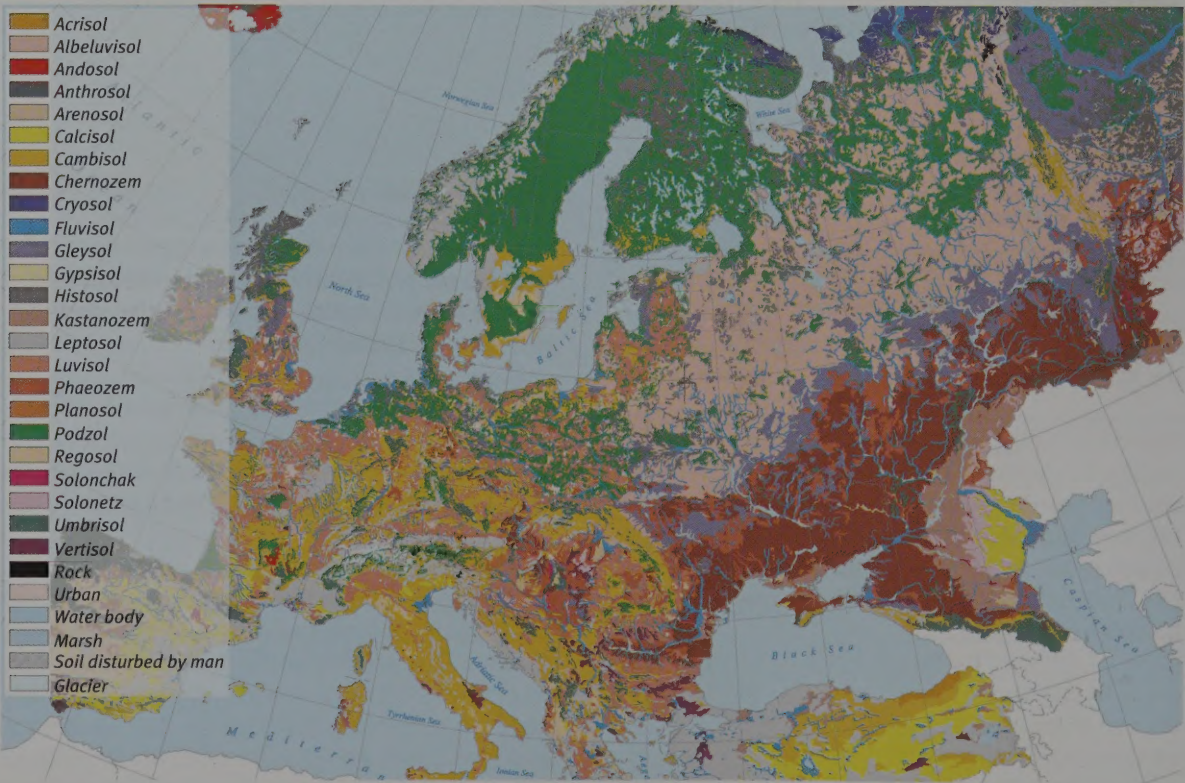 Acrisol
Albeluvisol
Andosol
Anthrosol
Arenosol
Calcisol
Cambisol
Chernozem
Cryosol
Fluvisol
Gleysol
Gypsisol
Histosol
Kastanozem
Leptosol
Luvisol
Phaeozem
Planosol
Podzol
Regosol
Solonchak
Solonetz
Umbrisol
Vertisol
Rock
Urban
Water body
Marsh
Soil disturbed by man
Glacier
Norwegian Sea
White Sea
North Sea
Baltic Sea
Adriatic Sea
Tyrrhenian Sea
Ionian Sea
Black Sea
Caspian Sea